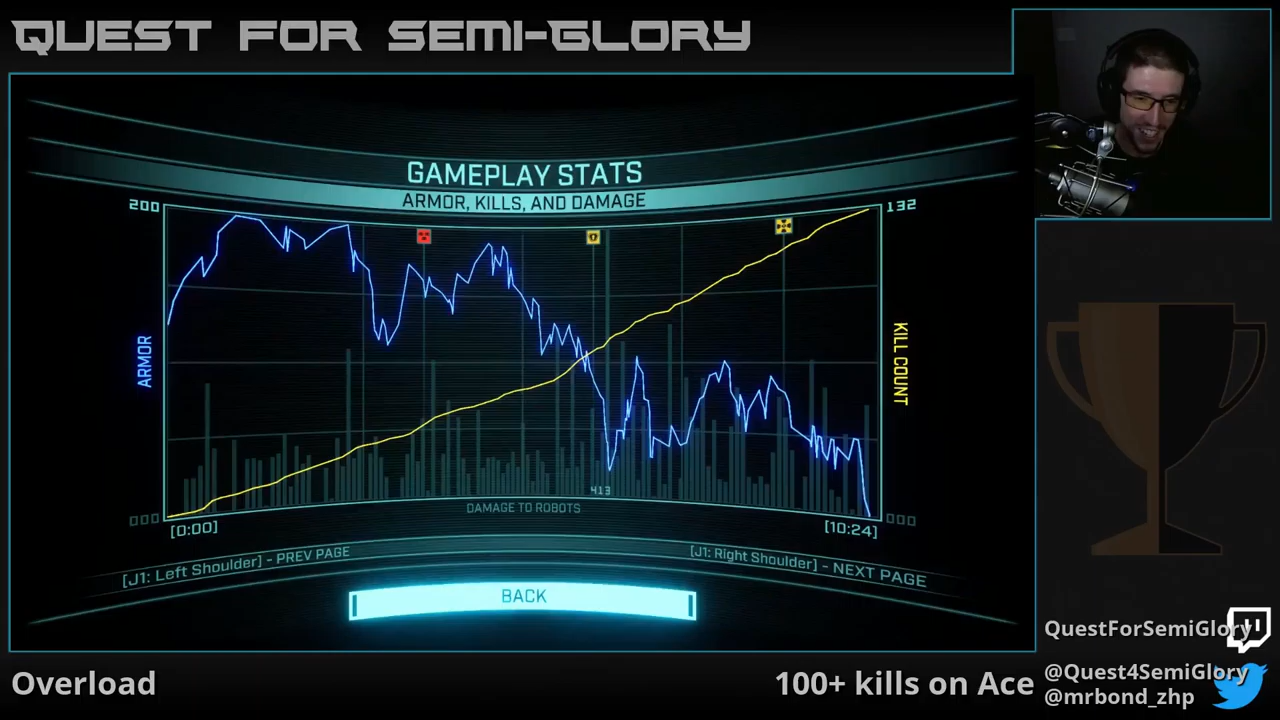 QUEST FOR SEMI-GLORY
GAMEPLAY STATS
ARMOR, KILLS, AND DAMAGE
200
132
ARMOR
KILL COUNT
413
000
DAMAGE TO ROBOTS
000
[0:00]
[10:24]
[J1: Left Shoulder] - PREV PAGE
[J1: Right Shoulder] - NEXT PAGE
BACK
QuestForSemiGlory
@Quest4SemiGlory
@mrbond_zhp
Overload
100+ kills on Ace